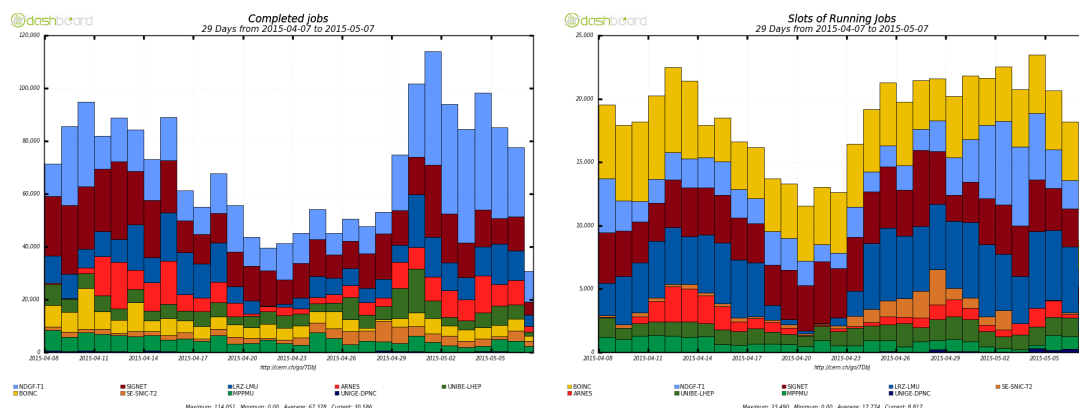 dashboard
Completed jobs
29 Days from 2015-04-07 to 2015-05-07
120,000
100,000
80,000
60,000
40,000
20,000
0
2015-04-08 2015-04-11 2015-04-14 2015-04-17 2015-04-20 2015-04-23 2015-04-26 2015-04-29 2015-05-02 2015-05-05
http://cern.ch/go/7DbJ
NDGF-T1 SIGNET LRZ-LMU ARNES UNIBE-LHEP
BOINC SE-SNIC-T2 MPPMU UNIGE-DPNC
Maximum: 114,051 Minimum: 0.00 Average: 67,378 Current: 30,586
dashboard
Slots of Running Jobs
29 Days from 2015-04-07 to 2015-05-07
25,000
20,000
15,000
10,000
5,000
0
2015-04-08 2015-04-11 2015-04-14 2015-04-17 2015-04-20 2015-04-23 2015-04-26 2015-04-29 2015-05-02 2015-05-05
http://cern.ch/go/7DbJ
BOINC NDGF-T1 SIGNET LRZ-LMU SE-SNIC-T2
ARNES UNIBE-LHEP MPPMU UNIGE-DPNC
Maximum: 23,490 Minimum: 0.00 Average: 17,774 Current: 8,817